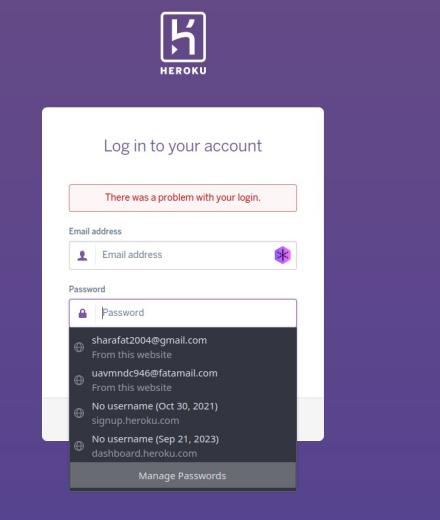 HEROKU
Log in to your account
There was a problem with your login.
Email address
Email address
Password
Password
sharafat2004@gmail.com
From this website
uavmndc946@fatamail.com
From this website
No username (Oct 30, 2021)
signup.heroku.com
No username (Sep 21, 2023)
dashboard.heroku.com
Manage Passwords